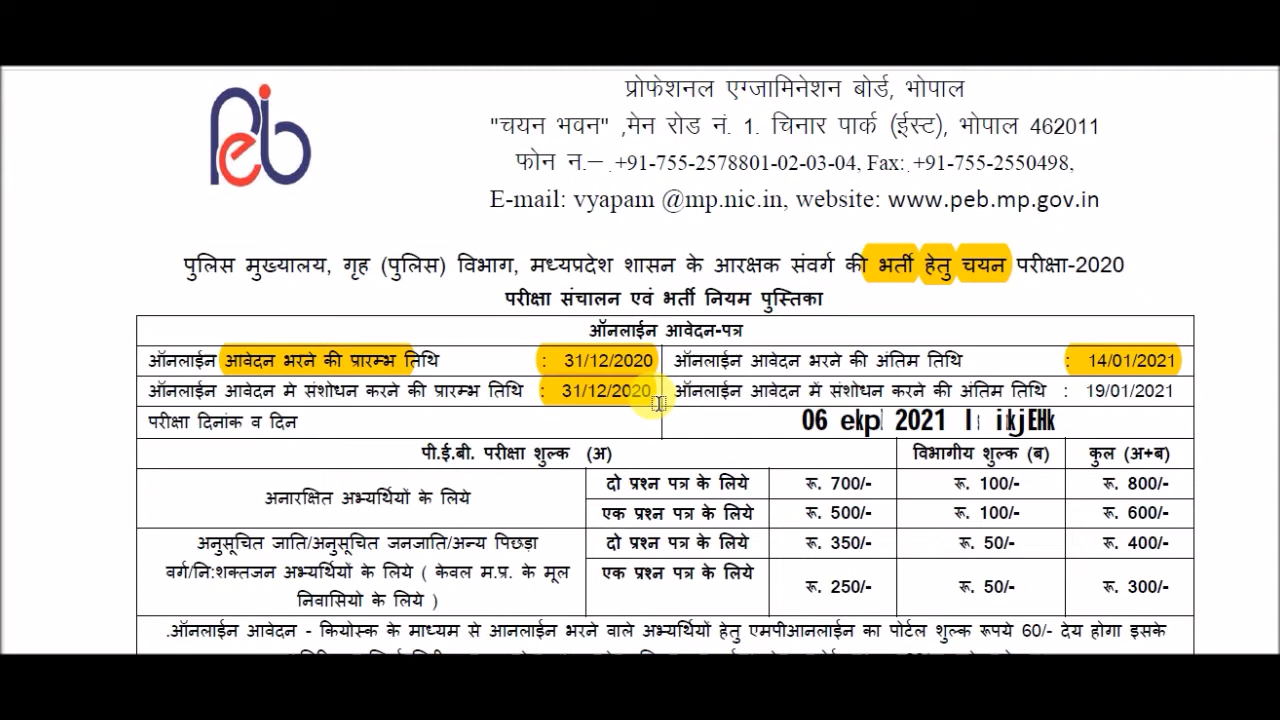 Peb
प्रोफेशनल एग्जामिनेशन बोर्ड, भोपाल
"चयन भवन" ,मेन रोड नं. 1. चिनार पार्क (ईस्ट), भोपाल 462011
फोन न.– .+91-755-2578801-02-03-04, Fax:.+91-755-2550498,
E-mail: vyapam @mp.nic.in, website: www.peb.mp.gov.in
पुलिस मुख्यालय, गृह (पुलिस) विभाग, मध्यप्रदेश शासन के आरक्षक संवर्ग की भर्ती हेतु चयन परीक्षा-2020
परीक्षा संचालन एवं भर्ती नियम पुस्तिका
ऑनलाईन आवेदन-पत्र
ऑनलाईन आवेदन भरने की प्रारम्भ तिथि : 31/12/2020 ऑनलाईन आवेदन भरने की अंतिम तिथि : 14/01/2021
ऑनलाईन आवेदन मे संशोधन करने की प्रारम्भ तिथि : 31/12/2020 ऑनलाईन आवेदन में संशोधन करने की अंतिम तिथि : 19/01/2021
परीक्षा दिनांक व दिन 06 2021
पी.ई.बी. परीक्षा शुल्क (अ) विभागीय शुल्क (ब) कुल (अ+ब)
अनारक्षित अभ्यर्थियों के लिये दो प्रश्न पत्र के लिये रू. 700/- रू. 100/- रू. 800/-
एक प्रश्न पत्र के लिये रू. 500/- रू. 100/- रू. 600/-
अनुसूचित जाति/अनुसूचित जनजाति/अन्य पिछड़ा दो प्रश्न पत्र के लिये रू. 350/- रू. 50/- रू. 400/-
वर्ग/नि:शक्तजन अभ्यर्थियों के लिये ( केवल म.प्र. के मूल एक प्रश्न पत्र के लिये रू. 250/- रू. 50/- रू. 300/-
निवासियो के लिये )
.ऑनलाईन आवेदन - कियोस्क के माध्यम से आनलाईन भरने वाले अभ्यर्थियों हेतु एमपीआनलाईन का पोर्टल शुल्क रूपये 60/- देय होगा इसके